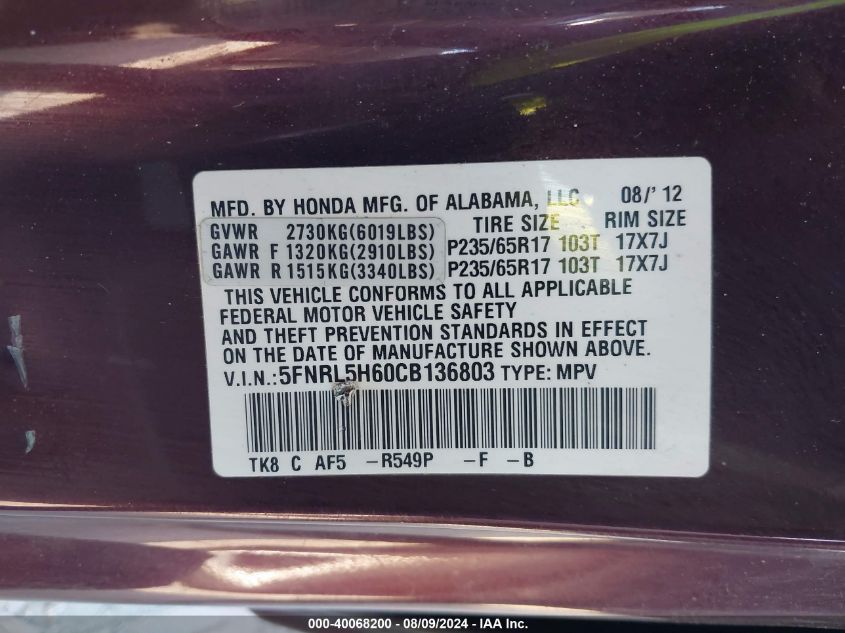 MFD. BY HONDA MFG. OF ALABAMA, LLC 08/'12
GVWR 2730KG(6019LBS) TIRE SIZE RIM SIZE
GAWR F 1320KG(2910LBS) P235/65R17 103T 17X7J
GAWR R 1515KG(3340LBS) P235/65R17 103T 17X7J
THIS VEHICLE CONFORMS TO ALL APPLICABLE
FEDERAL MOTOR VEHICLE SAFETY
AND THEFT PREVENTION STANDARDS IN EFFECT
ON THE DATE OF MANUFACTURE SHOWN ABOVE.
V.I.N.:5FNRL5H60CB136803 TYPE: MPV
TK8 C AF5 -R549P -F -B
000-40068200 - 08/09/2024 - IAA Inc.